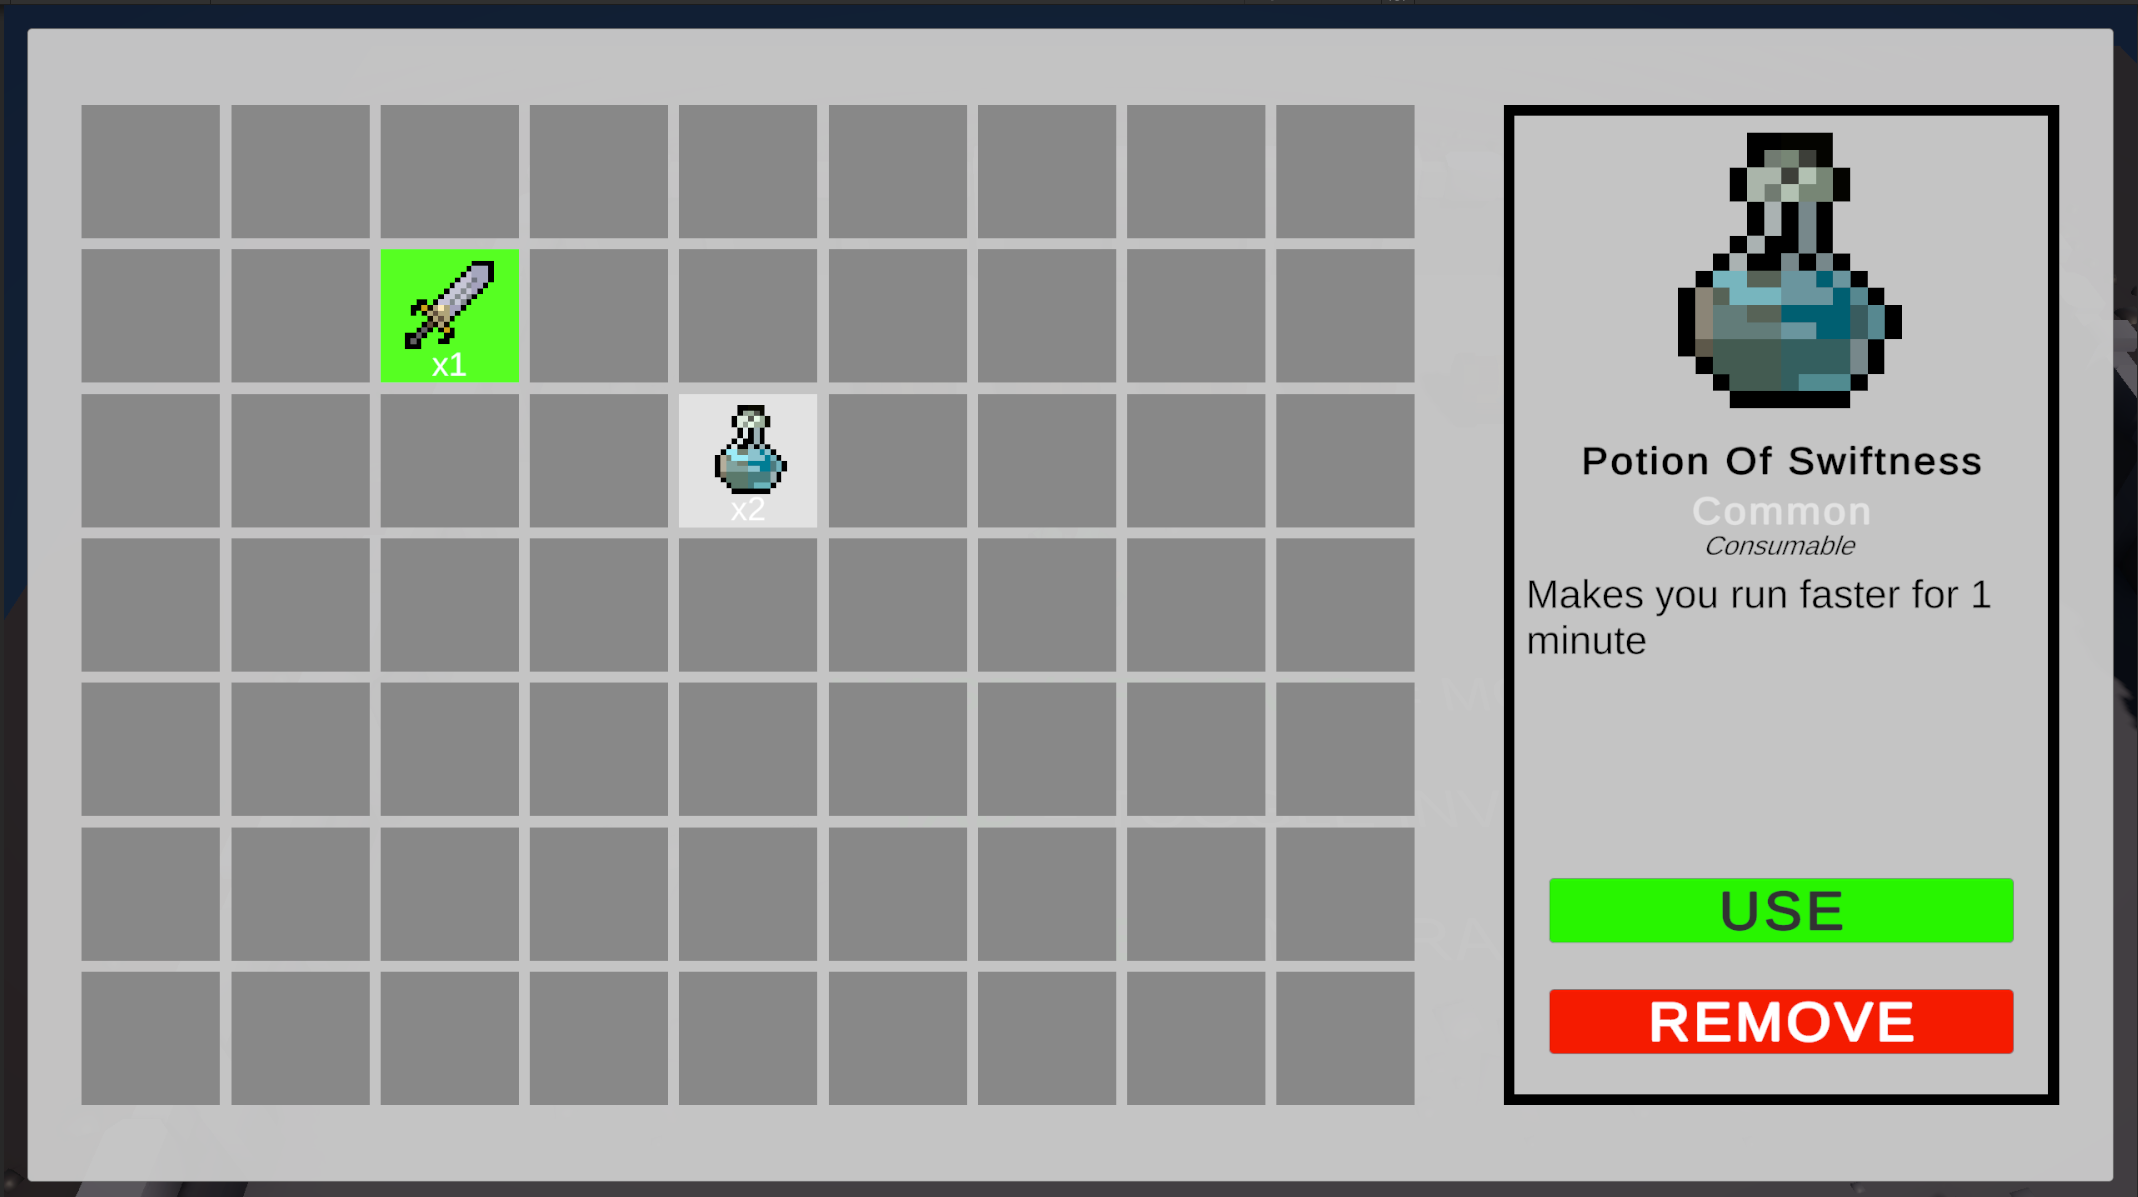 x1
x2
Potion Of Swiftness
Common
Consumable
Makes you run faster for 1
minute
USE
REMOVE